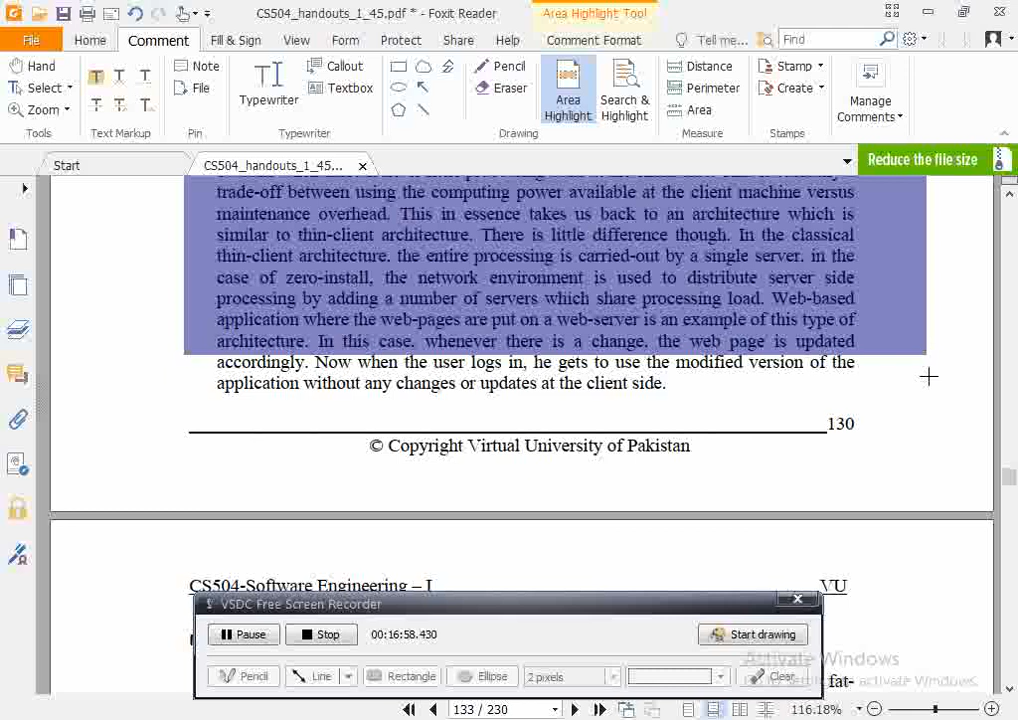 CS504_handouts_1_45.pdf * - Foxit Reader
Area Highlight Tool
File Home Comment Fill & Sign View Form Protect Share Help Comment Format Tell me... Find
Hand
Select
Zoom
Tools
Text Markup
Note
File
Pin
Typewriter
Callout
Textbox
Typewriter
Pencil
Eraser
Area Highlight
Search & Highlight
Drawing
Distance
Perimeter
Area
Measure
Stamp
Create
Stamps
Manage Comments
Start CS504_handouts_1_45... Reduce the file size
trade-off between using the computing power available at the client machine versus
maintenance overhead. This in essence takes us back to an architecture which is
similar to thin-client architecture. There is little difference though. In the classical
thin-client architecture. the entire processing is carried-out by a single server. in the
case of zero-install, the network environment is used to distribute server side
processing by adding a number of servers which share processing load. Web-based
application where the web-pages are put on a web-server is an example of this type of
architecture. In this case. whenever there is a change. the web page is updated
accordingly. Now when the user logs in, he gets to use the modified version of the
application without any changes or updates at the client side.
130
© Copyright Virtual University of Pakistan
CS504-Software Engineering – I VU
VSDC Free Screen Recorder
Pause Stop 00:16:58.430 Start drawing
Pencil Line Rectangle Ellipse 2 pixels Clear
Activate Windows
activate Windows.
fat-
133 / 230 116.18%